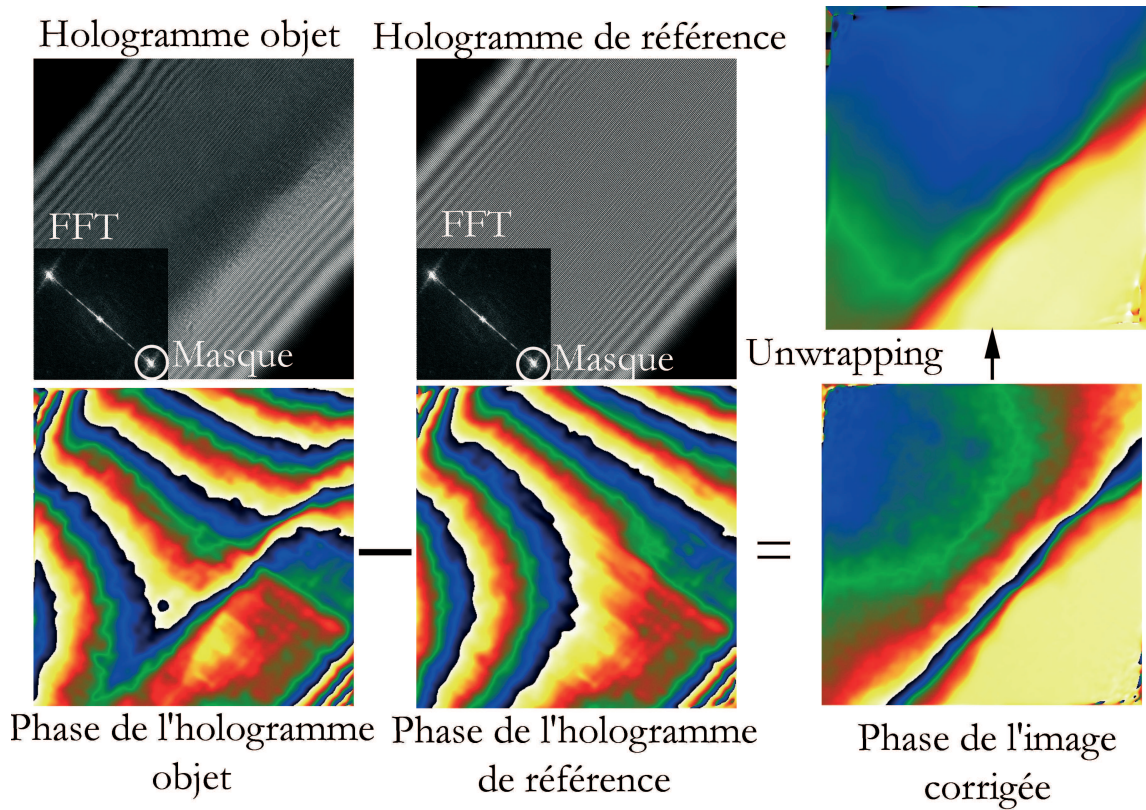 Hologramme objet
Hologramme de référence
FFT
Masque
FFT
Masque
Unwrapping
—
=
Phase de l'hologramme
objet
Phase de l'hologramme
de référence
Phase de l'image
corrigée